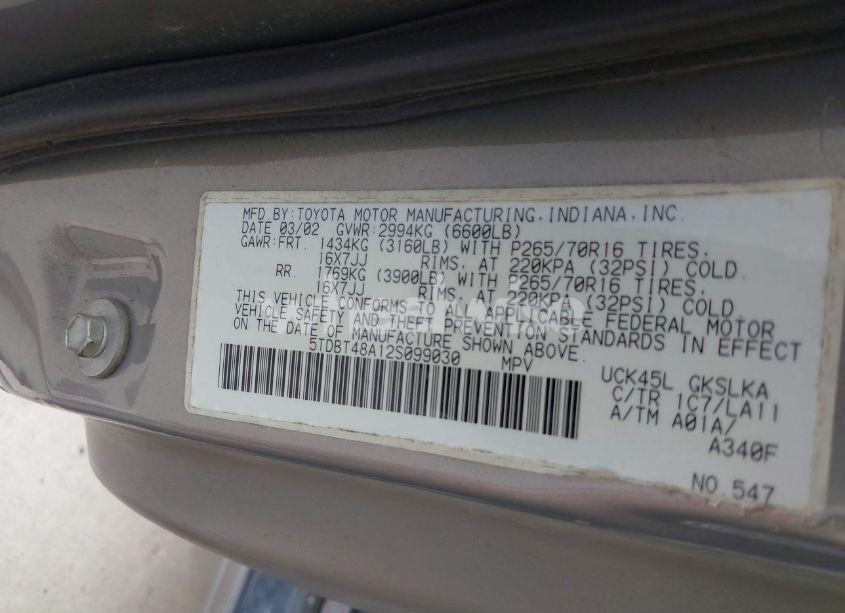 MFD.BY:TOYOTA MOTOR MANUFACTURING.INDIANA.INC.
DATE 03/02 GVWR:2994KG (6600LB)
GAWR:FRT. 1434KG (3160LB) WITH P265/70R16 TIRES.
16X7JJ RIMS. AT 220KPA (32PSI) COLD.
RR. 1769KG (3900LB) WITH P265/70R16 TIRES.
16X7JJ RIMS. AT 220KPA (32PSI) COLD.
THIS VEHICLE CONFORMS TO ALL APPLICABLE FEDERAL MOTOR
VEHICLE SAFETY AND THEFT PREVENTION STANDARDS IN EFFECT
ON THE DATE OF MANUFACTURE SHOWN ABOVE.
5TDBT48A12S099030 MPV
UCK45L GKSLKA
C/TR 1C7/LA11
A/TM A01A/
A340F
NO 547